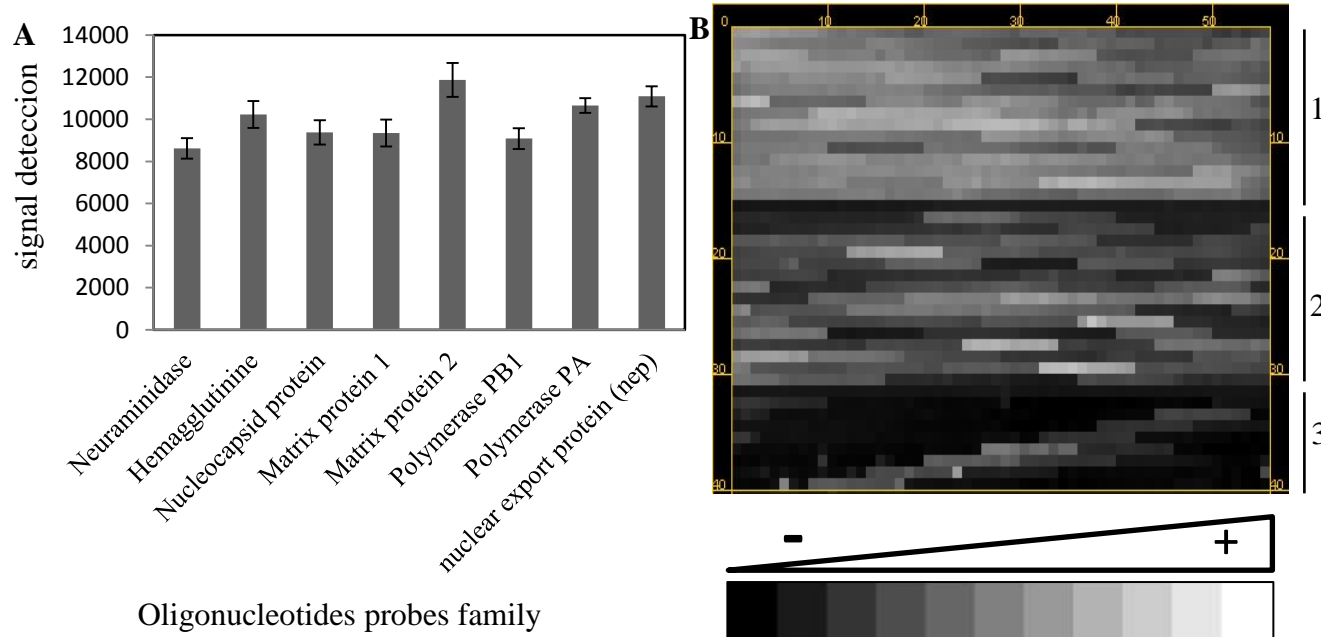 A
signal deteccion
14000
12000
10000
8000
6000
4000
2000
0
Neuraminidase
Hemagglutinine
Nucleocapsid protein
Matrix protein 1
Matrix protein 2
Polymerase PB1
Polymerase PA
nuclear export protein (nep)
Oligonucleotides probes family
B
0 10 20 30 40 50
10 10
20 20
30 30
40 40
1
2
3
- +